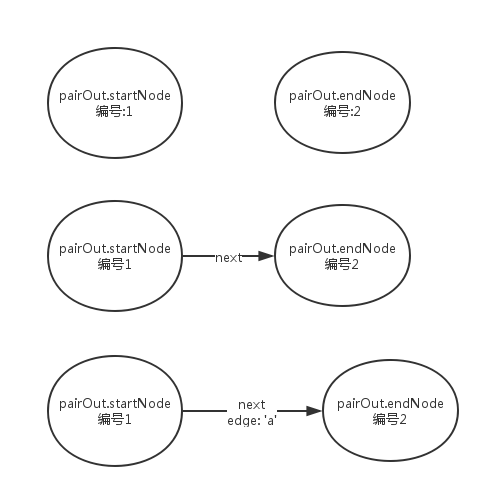 pairOut.startNode
编号:1
pairOut.endNode
编号:2
pairOut.startNode
编号1
next
pairOut.endNode
编号2
pairOut.startNode
编号1
next
edge: 'a'
pairOut.endNode
编号2